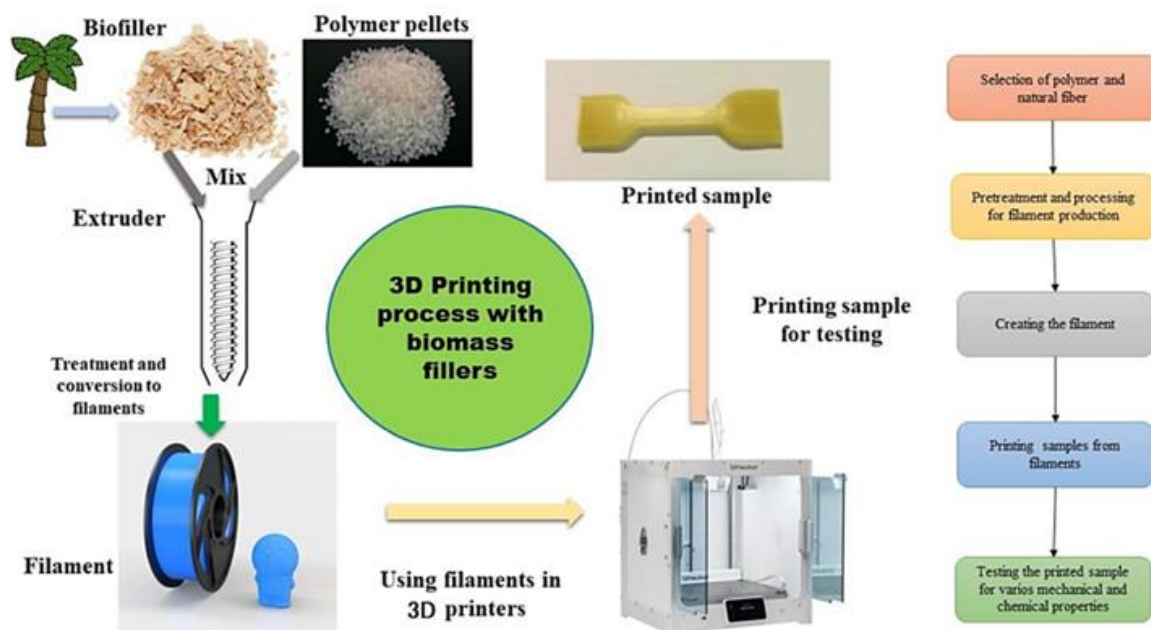 Biofiller
Polymer pellets
Mix
Extruder
Treatment and
conversion to
filaments
Filament
3D Printing
process with
biomass
fillers
Using filaments in
3D printers
Printed sample
Printing sample
for testing
Selection of polymer and
natural fiber
Pretreatment and processing
for filament production
Creating the filament
Printing samples from
filaments
Testing the printed sample
for varios mechanical and
chemical properties